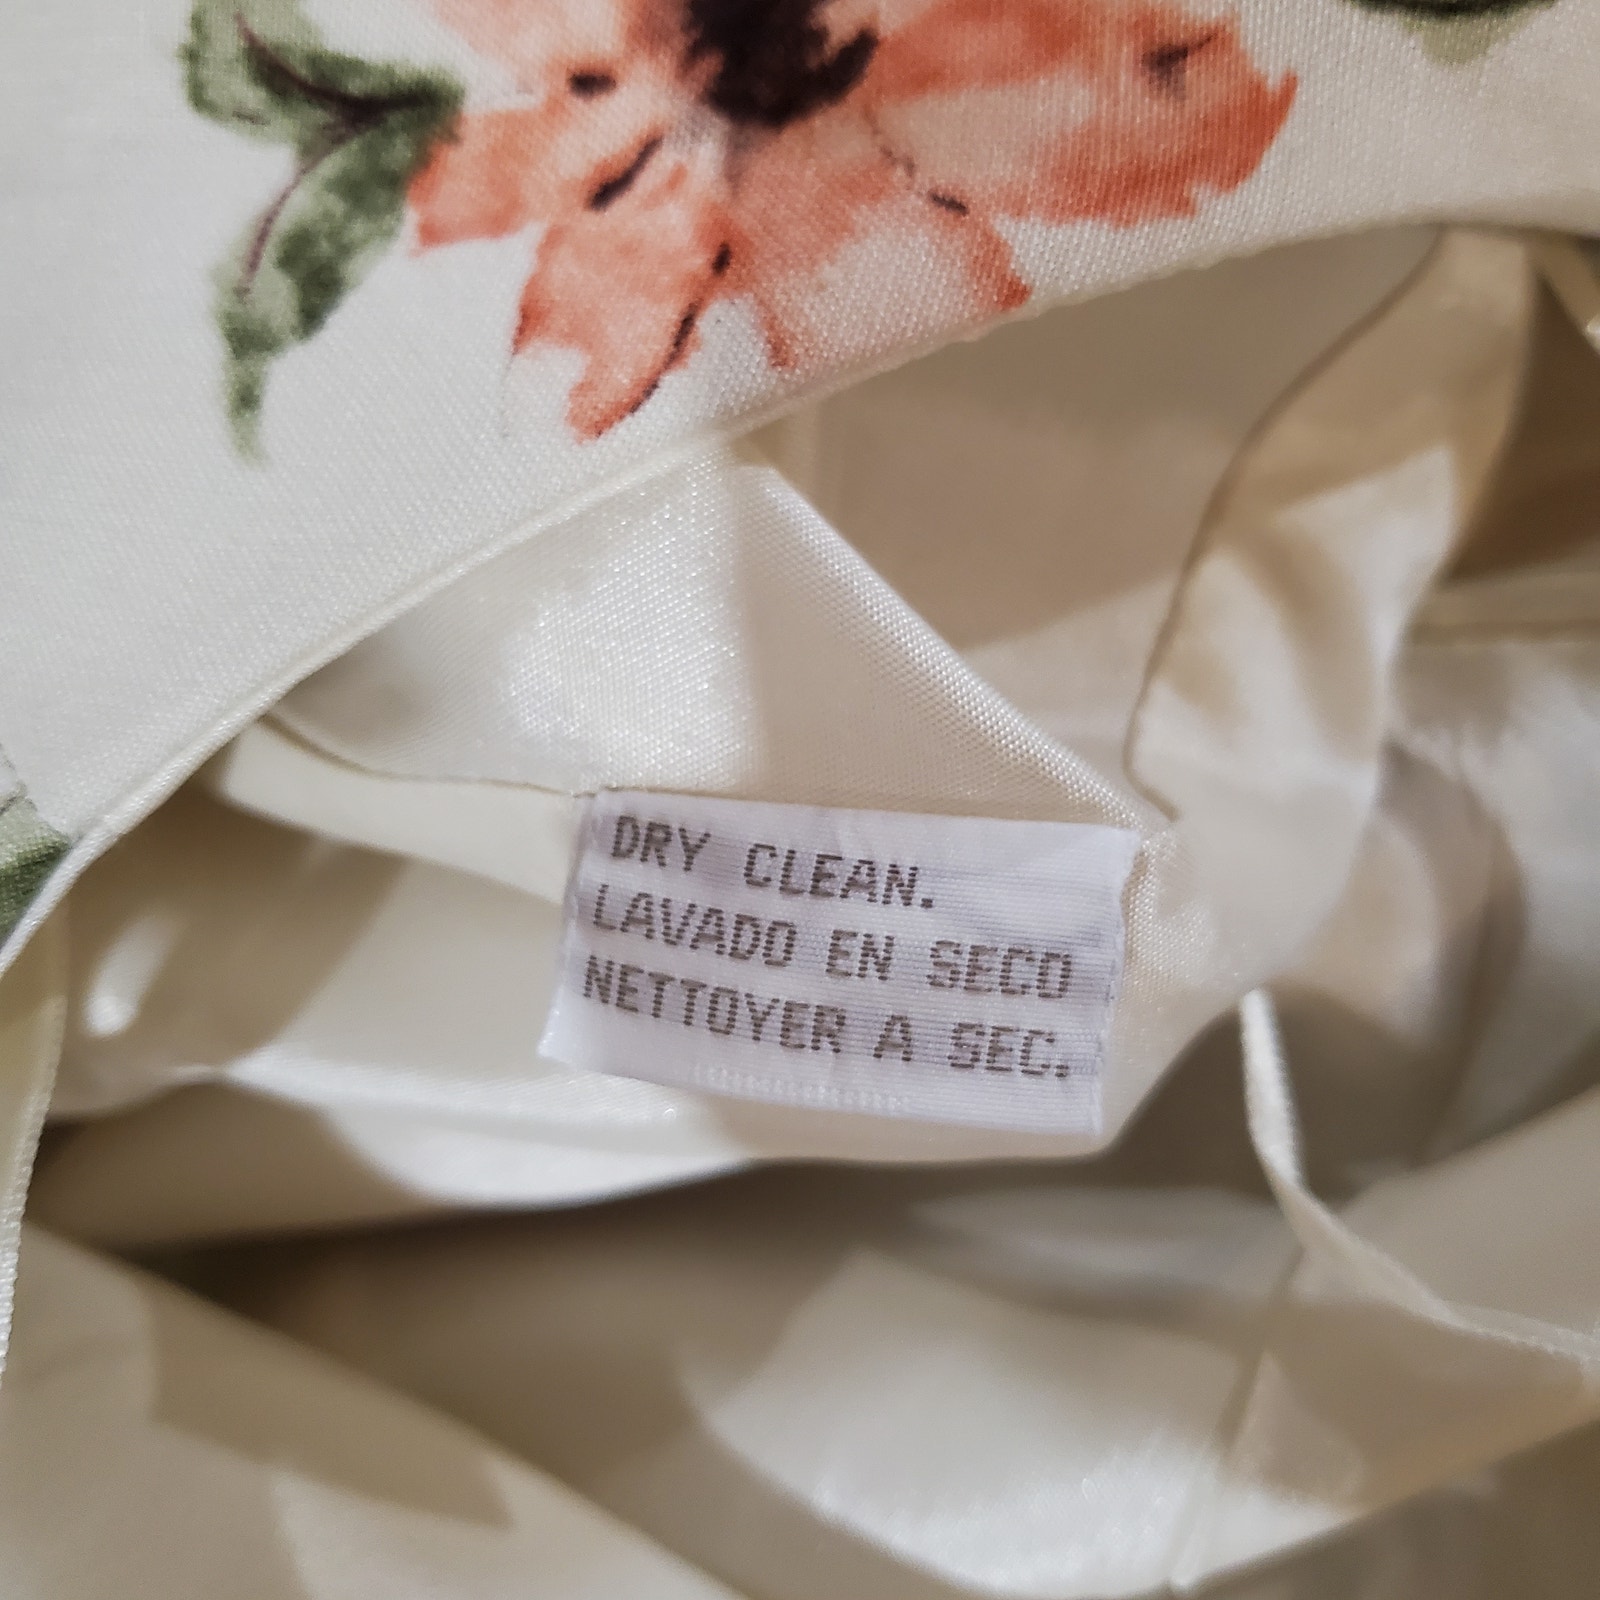 DRY CLEAN.
LAVADO EN SECO
NETTOYER A SEC.